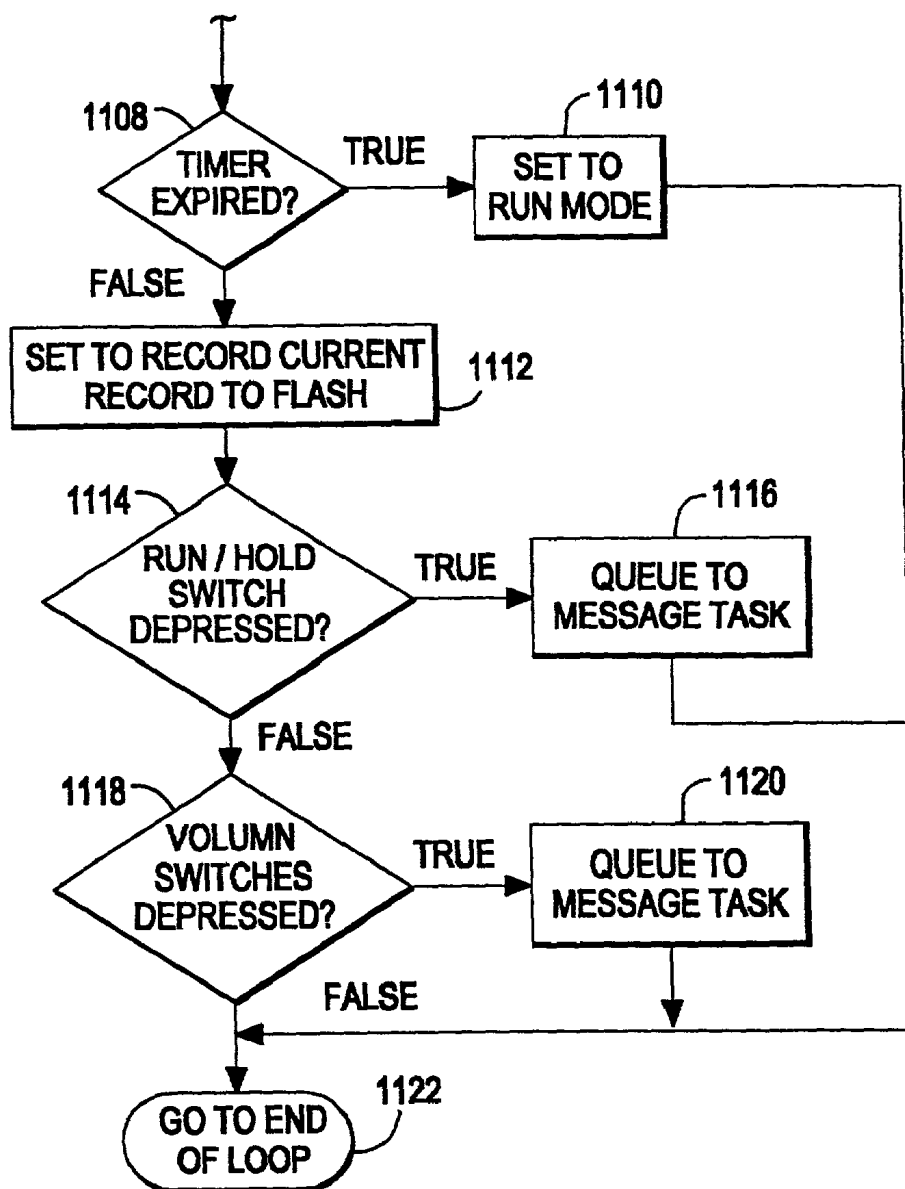 1108
TIMER
EXPIRED?
TRUE
1110
SET TO
RUN MODE
FALSE
SET TO RECORD CURRENT
RECORD TO FLASH
1112
1114
RUN / HOLD
SWITCH
DEPRESSED?
TRUE
1116
QUEUE TO
MESSAGE TASK
FALSE
1118
VOLUMN
SWITCHES
DEPRESSED?
TRUE
1120
QUEUE TO
MESSAGE TASK
FALSE
GO TO END
OF LOOP
1122